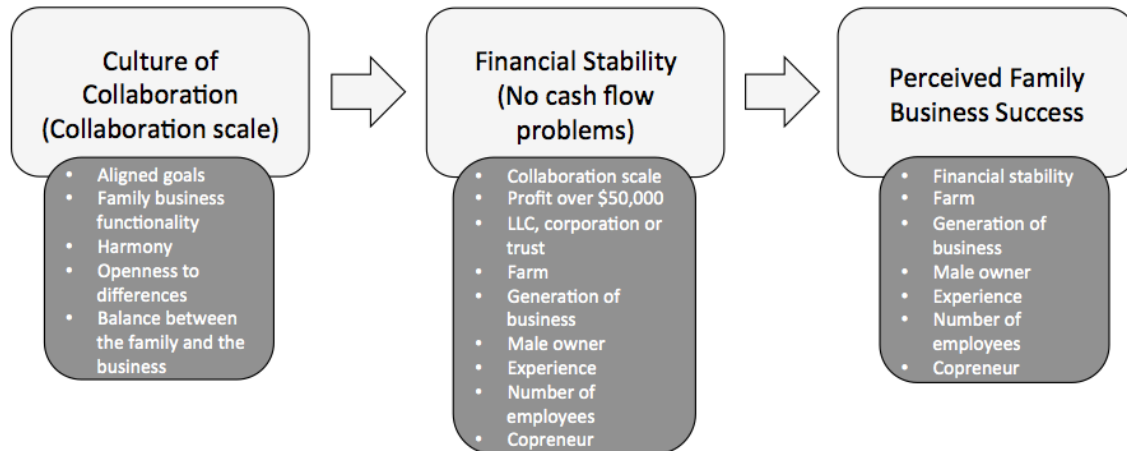 Culture of
Collaboration
(Collaboration scale)
• Aligned goals
• Family business
functionality
• Harmony
• Openness to
differences
• Balance between
the family and the
business
Financial Stability
(No cash flow
problems)
• Collaboration scale
• Profit over $50,000
• LLC, corporation or
trust
• Farm
• Generation of
business
• Male owner
• Experience
• Number of
employees
• Copreneur
Perceived Family
Business Success
• Financial stability
• Farm
• Generation of
business
• Male owner
• Experience
• Number of
employees
• Copreneur